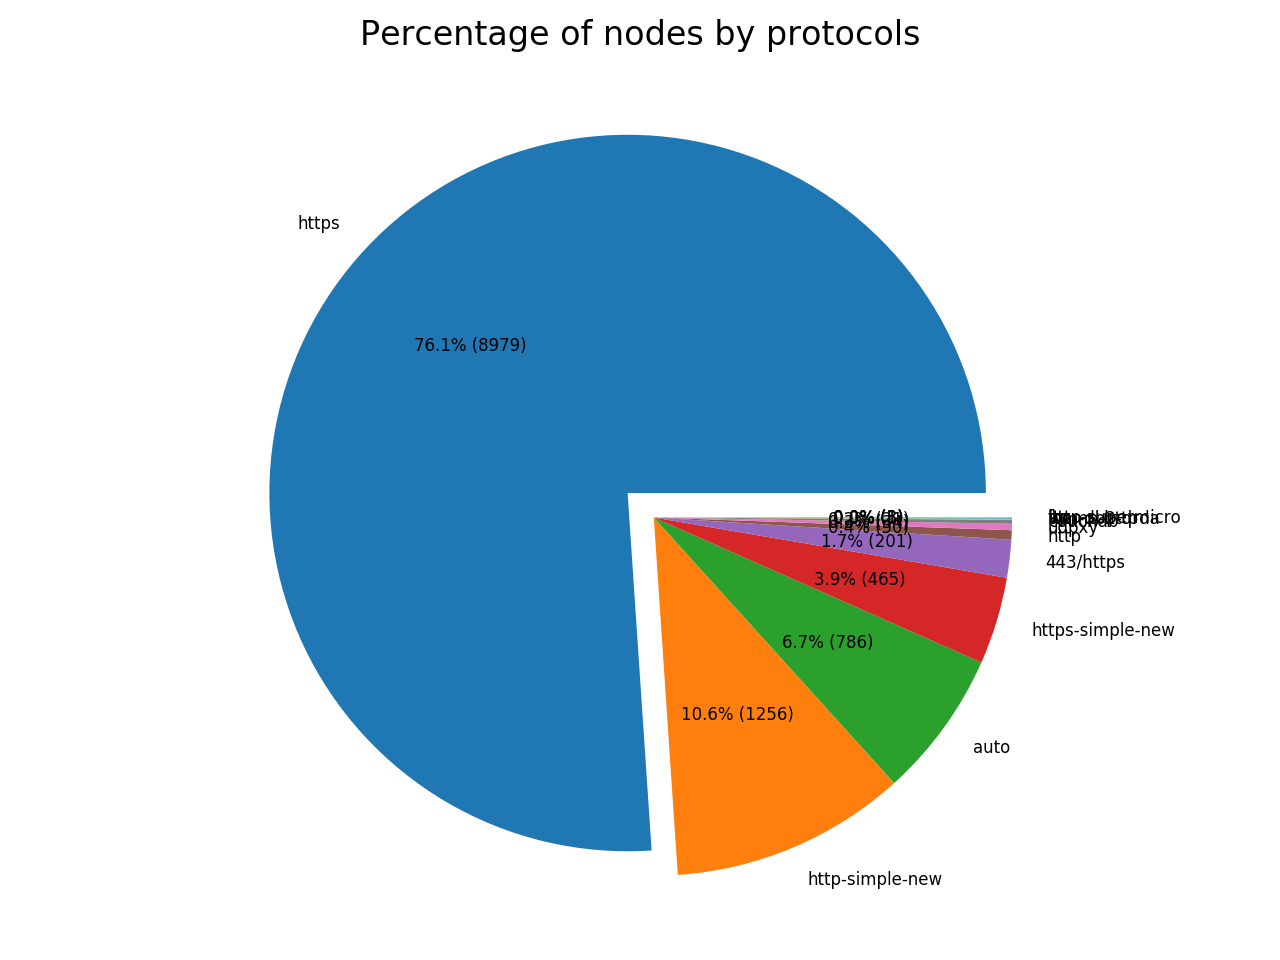 Percentage of nodes by protocols
https
76.1% (8979)
1.7% (201)
http
443/https
3.9% (465)
https-simple-new
6.7% (786)
10.6% (1256)
auto
http-simple-new